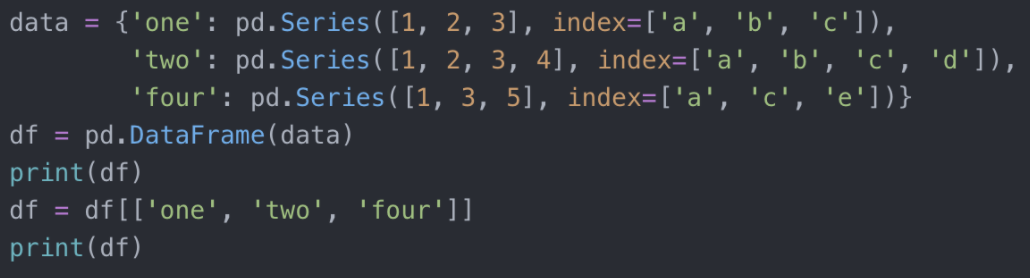 data = {'one': pd.Series([1, 2, 3], index=['a', 'b', 'c']),
        'two': pd.Series([1, 2, 3, 4], index=['a', 'b', 'c', 'd']),
        'four': pd.Series([1, 3, 5], index=['a', 'c', 'e'])}
df = pd.DataFrame(data)
print(df)
df = df[['one', 'two', 'four']]
print(df)